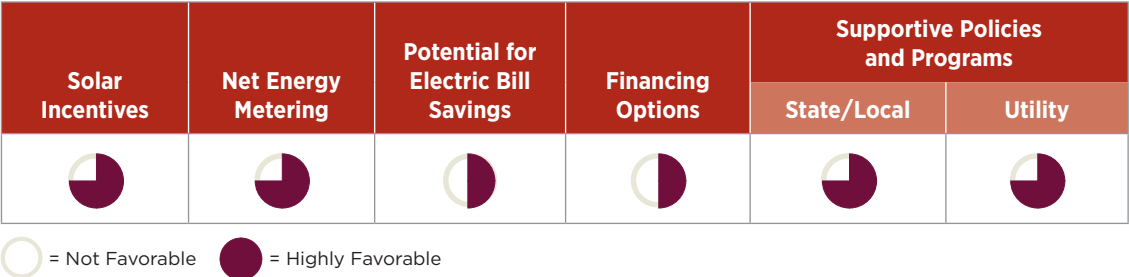 Solar
Incentives
Net Energy
Metering
Potential for
Electric Bill
Savings
Financing
Options
Supportive Policies
and Programs
State/Local
Utility
= Not Favorable
= Highly Favorable